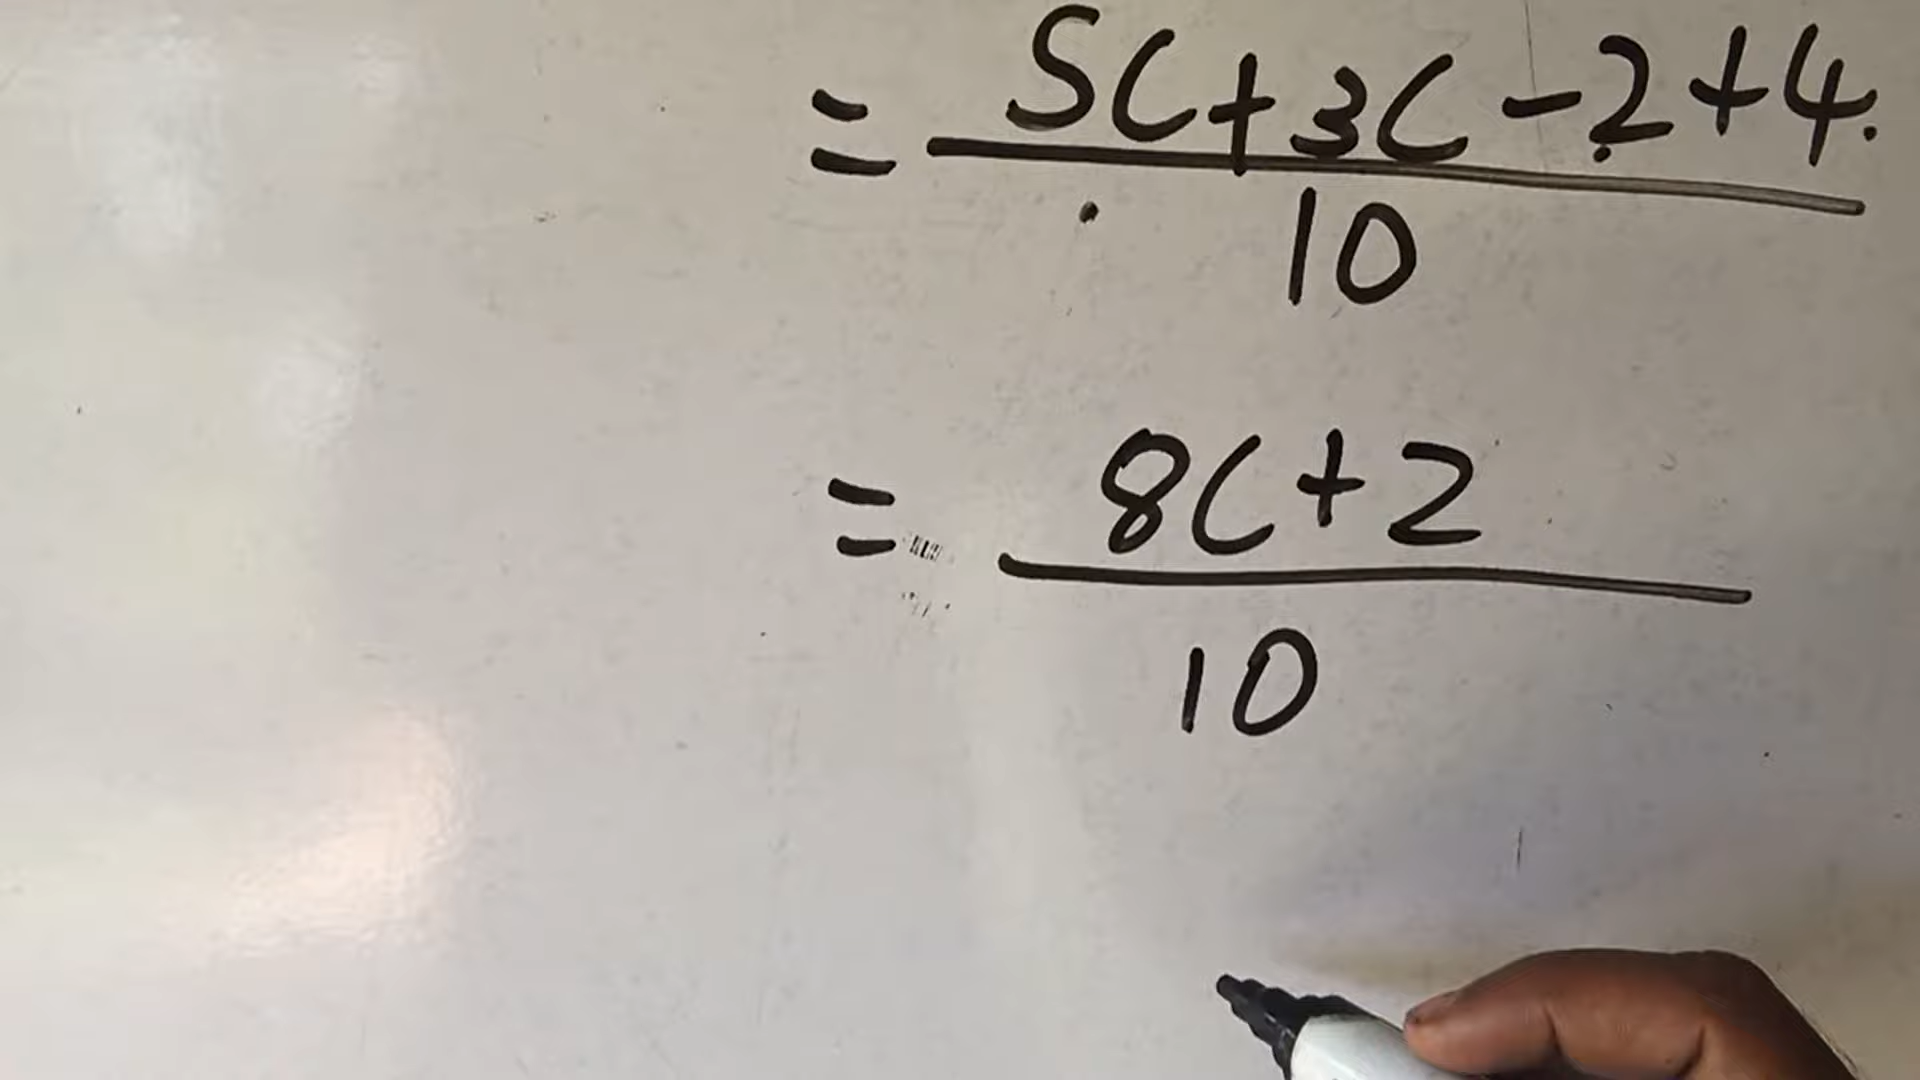 = 5C+3C-2+4.
10
= 8C+2
10